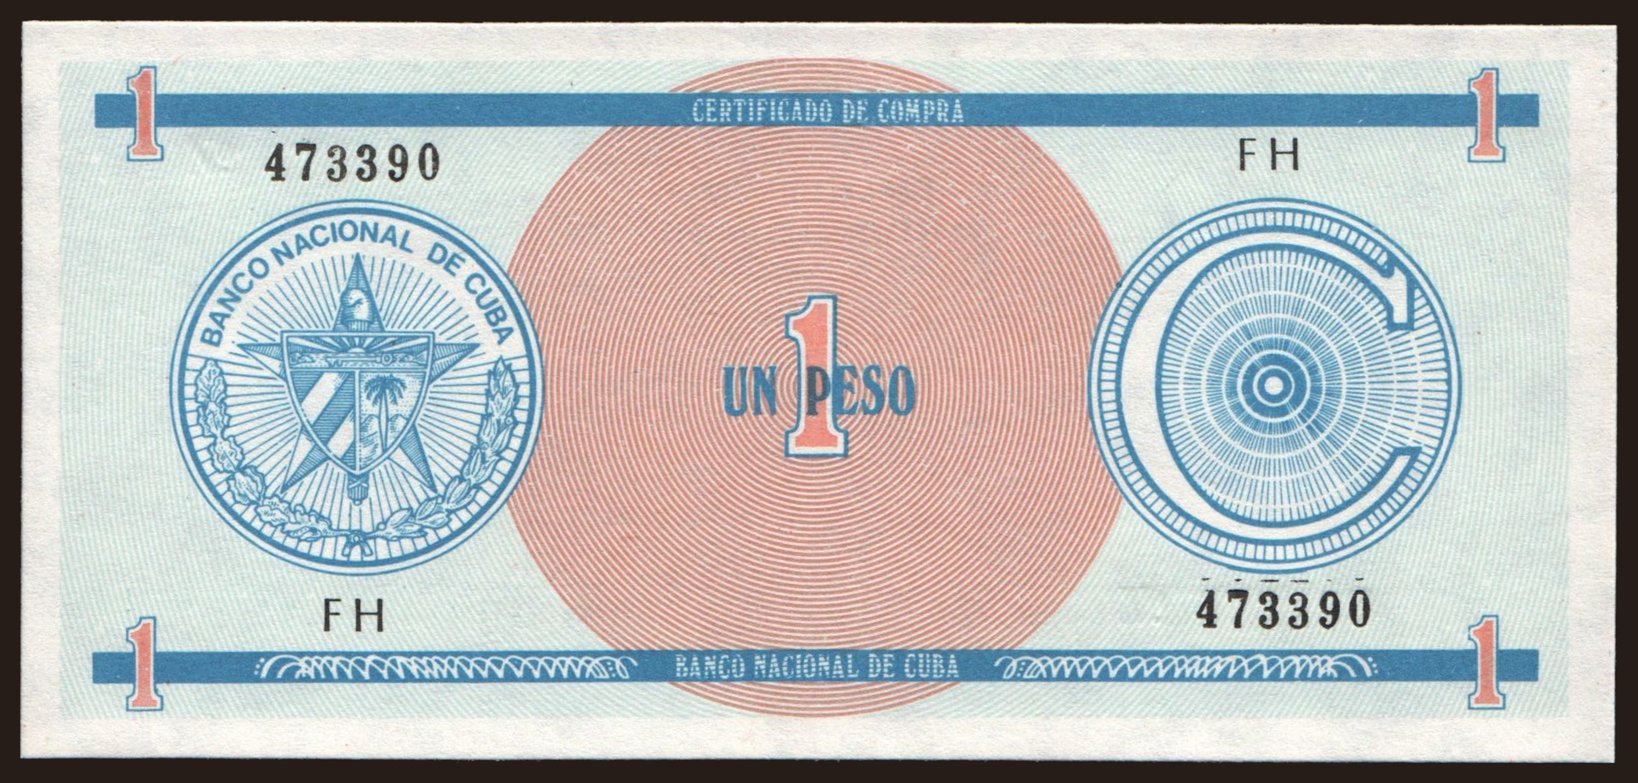 1 CERTIFICADO DE COMPRA 1
473390 FH
BANCO NACIONAL DE CUBA
1
UN PESO
C
FH 473390
1 BANCO NACIONAL DE CUBA 1